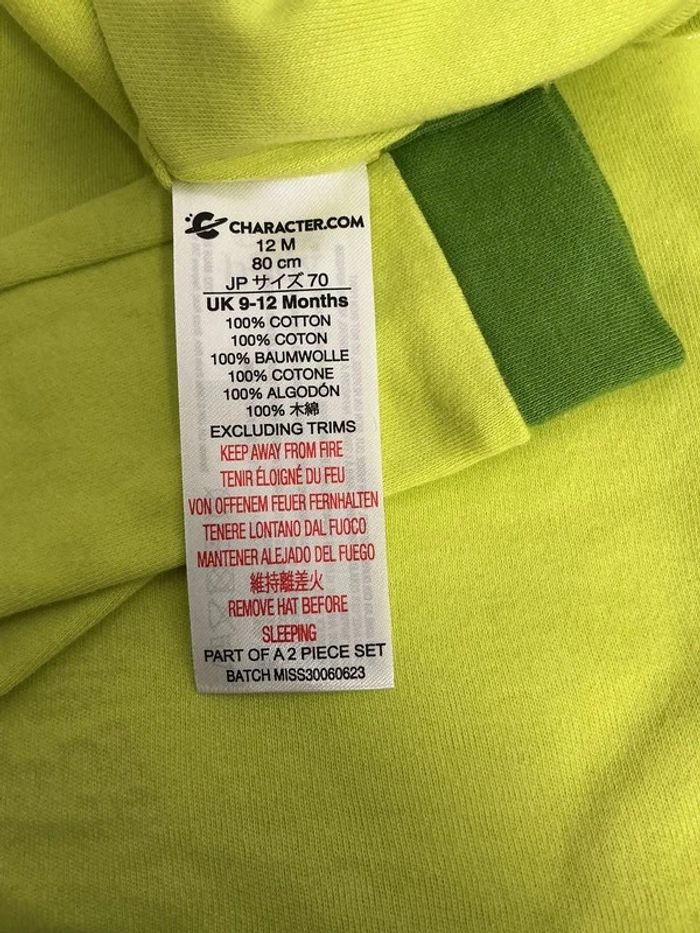 CHARACTER.COM
12 M
80 cm
JP サイズ 70
UK 9-12 Months
100% COTTON
100% COTON
100% BAUMWOLLE
100% COTONE
100% ALGODÓN
100% 木綿
EXCLUDING TRIMS
KEEP AWAY FROM FIRE
TENIR ÉLOIGNÉ DU FEU
VON OFFENEM FEUER FERNHALTEN
TENERE LONTANO DAL FUOCO
MANTENER ALEJADO DEL FUEGO
維持離差火
REMOVE HAT BEFORE
SLEEPING
PART OF A 2 PIECE SET
BATCH MISS30060623